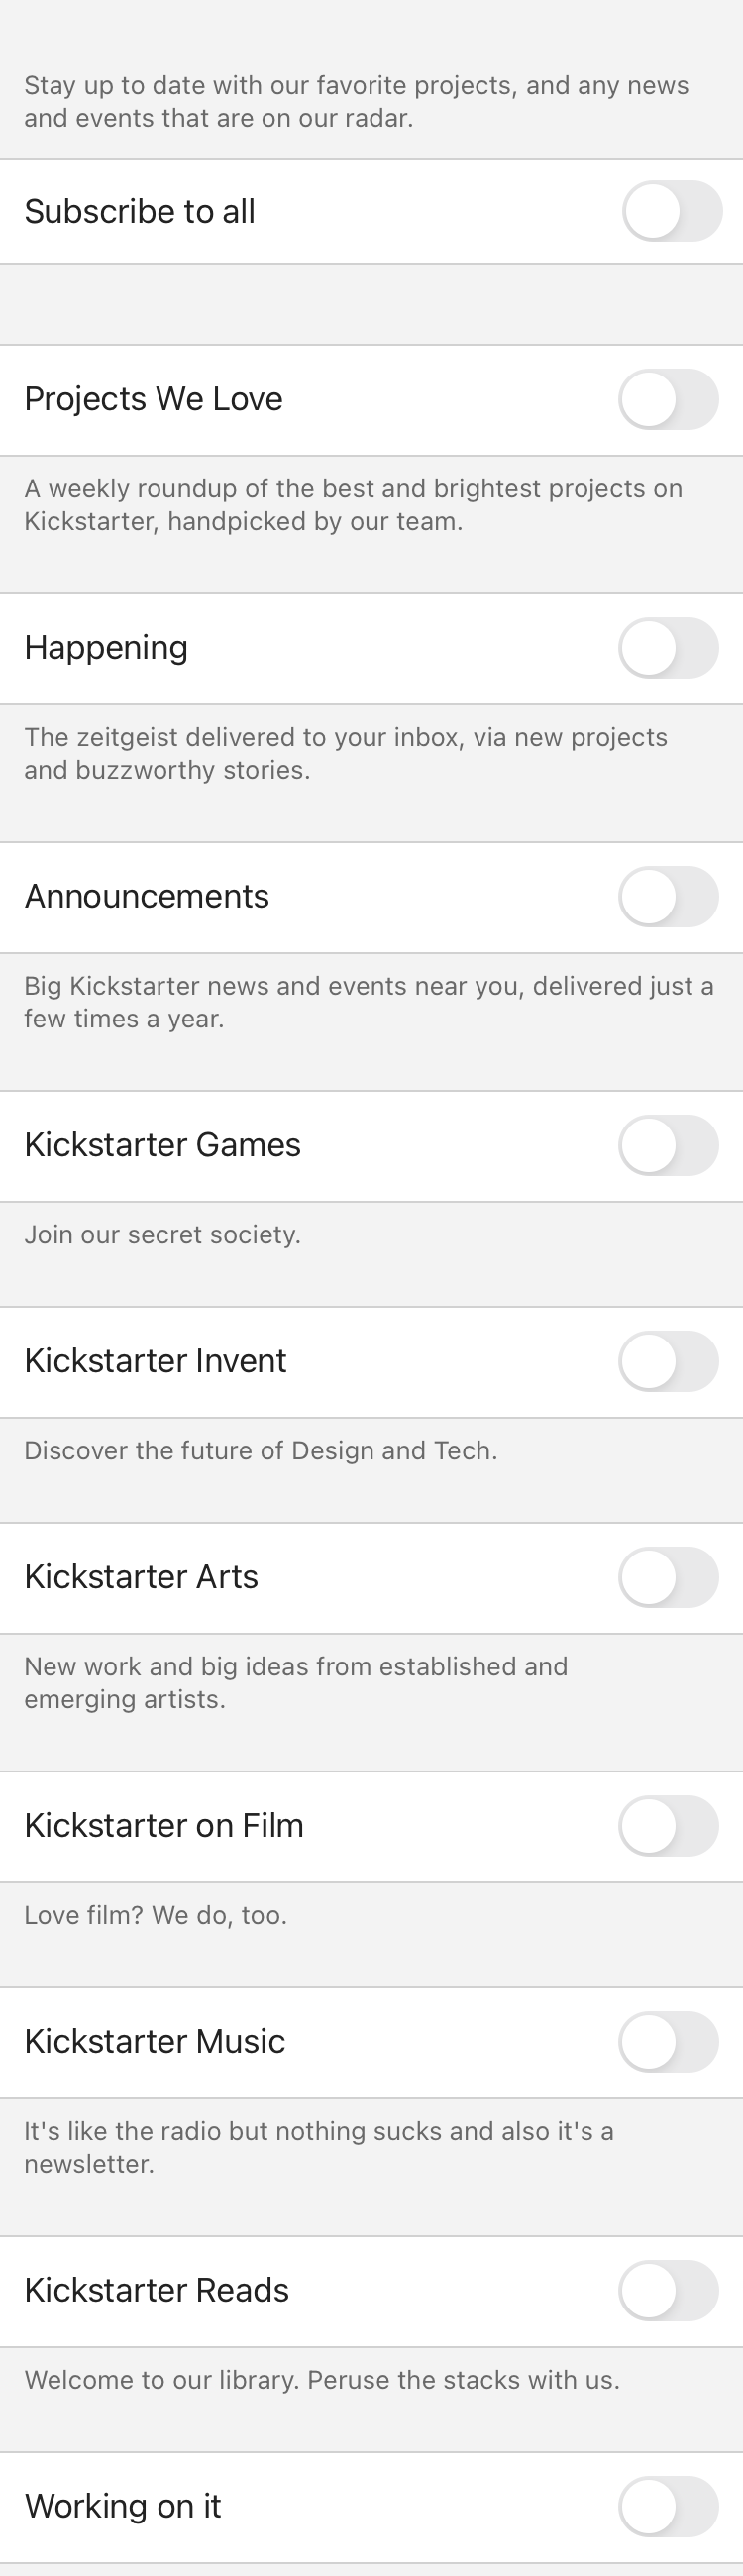 Stay up to date with our favorite projects, and any news
and events that are on our radar.
Subscribe to all
Projects We Love
A weekly roundup of the best and brightest projects on
Kickstarter, handpicked by our team.
Happening
The zeitgeist delivered to your inbox, via new projects
and buzzworthy stories.
Announcements
Big Kickstarter news and events near you, delivered just a
few times a year.
Kickstarter Games
Join our secret society.
Kickstarter Invent
Discover the future of Design and Tech.
Kickstarter Arts
New work and big ideas from established and
emerging artists.
Kickstarter on Film
Love film? We do, too.
Kickstarter Music
It's like the radio but nothing sucks and also it's a
newsletter.
Kickstarter Reads
Welcome to our library. Peruse the stacks with us.
Working on it